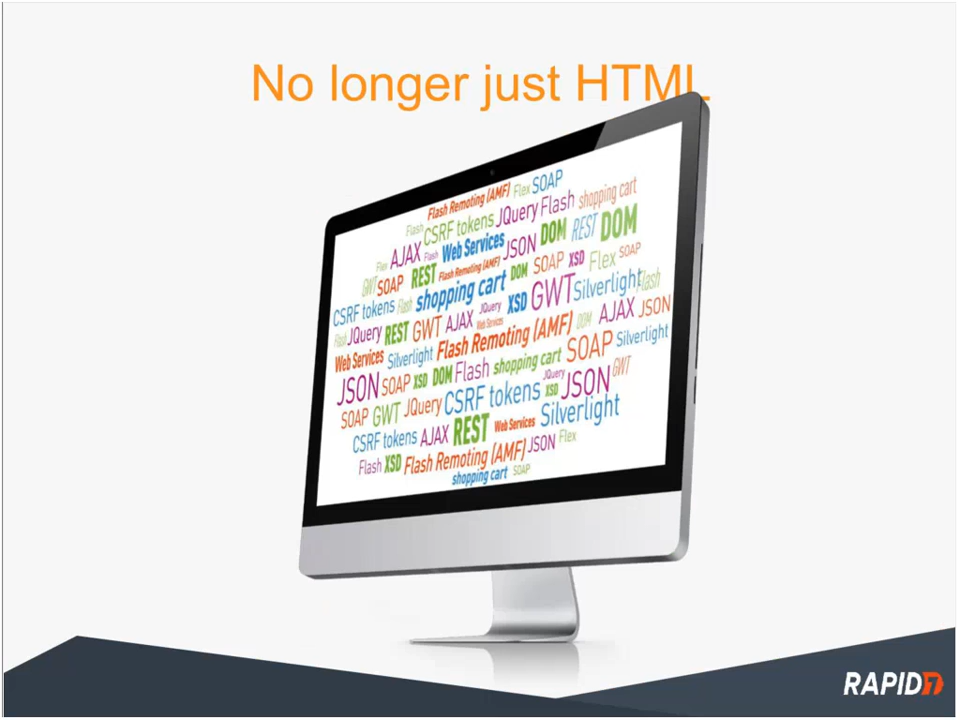 No longer just HTML
Flash Remoting (AMF) Flex SOAP
Flash CSRF tokens JQuery Flash shopping cart
Flex AJAX Flash Web Services JSON DOM REST DOM
GWT SOAP REST Flash Remoting (AMF) DOM SOAP XSD Flex SOAP
CSRF tokens Flash shopping cart JQuery XSD GWT Silverlight Flash
Flash JQuery REST GWT AJAX Web Services Flash Remoting (AMF) DOM AJAX JSON
Web Services Silverlight Flash Remoting (AMF) SOAP Silverlight
JSON SOAP XSD DOM Flash shopping cart JQuery JSON GWT
SOAP GWT JQuery CSRF tokens XSD Silverlight
CSRF tokens AJAX REST Web Services
Flash XSD Flash Remoting (AMF) JSON Flex
shopping cart SOAP
RAPID7